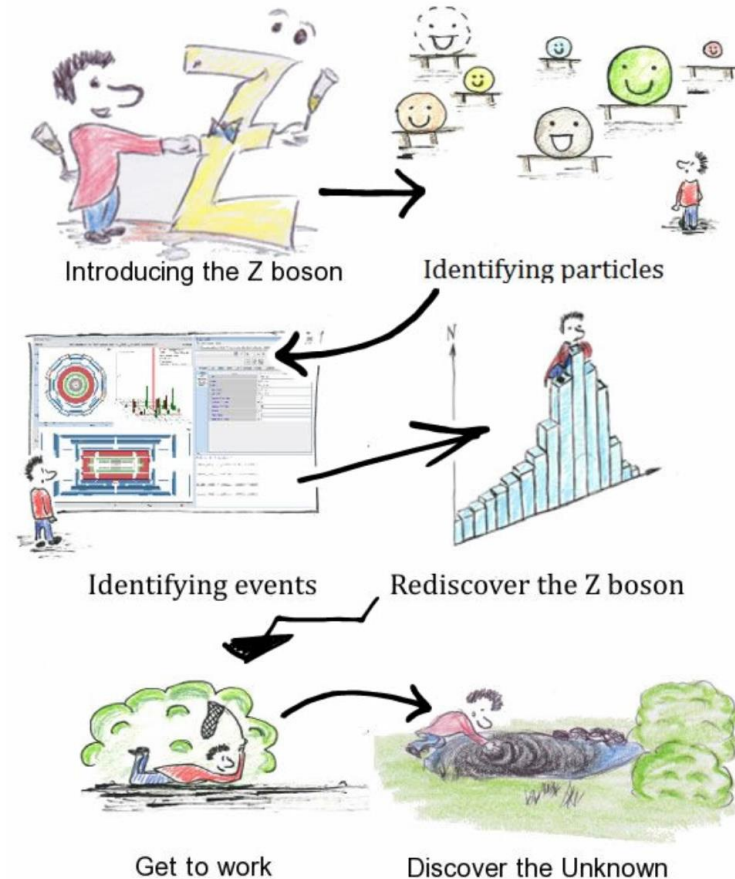 Z
Introducing the Z boson
Identifying particles
N
Identifying events
Rediscover the Z boson
Get to work
Discover the Unknown